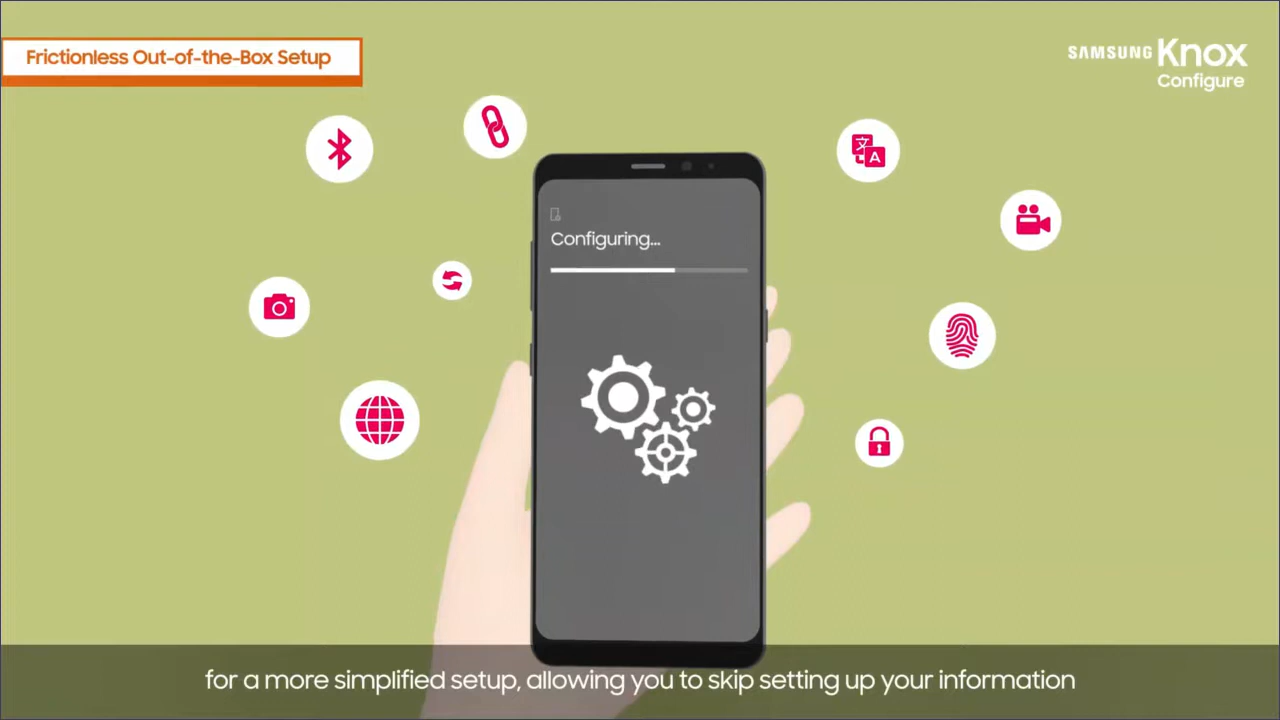 Frictionless Out-of-the-Box Setup
SAMSUNG Knox
Configure
文
A
Configuring...
for a more simplified setup, allowing you to skip setting up your information